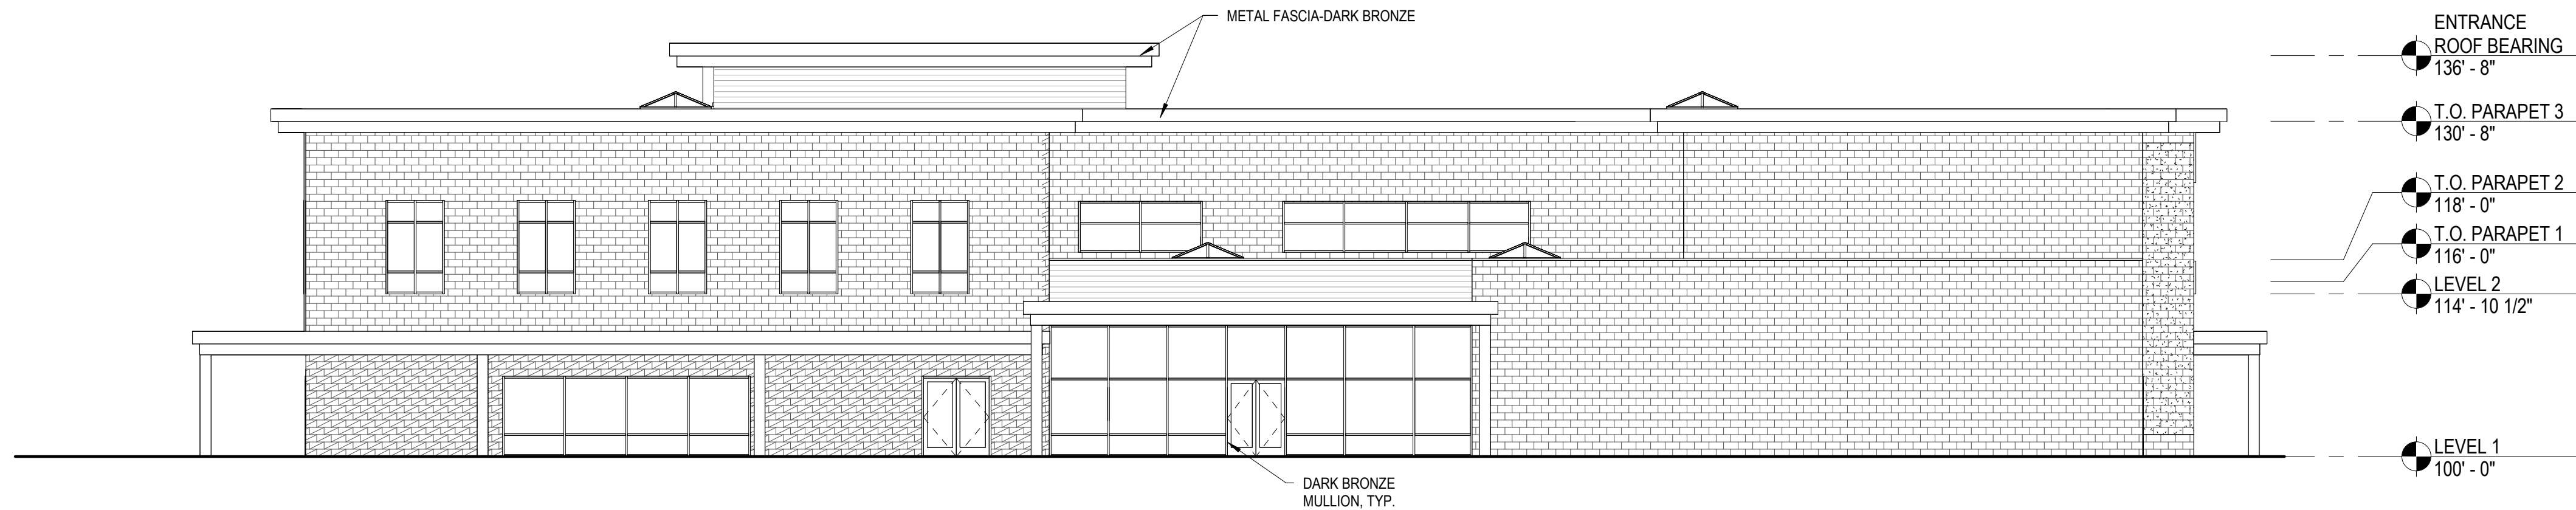 METAL FASCIA-DARK BRONZE
ENTRANCE
ROOF BEARING
136' - 8"
T.O. PARAPET 3
130' - 8"
T.O. PARAPET 2
118' - 0"
T.O. PARAPET 1
116' - 0"
LEVEL 2
114' - 10 1/2"
LEVEL 1
100' - 0"
DARK BRONZE
MULLION, TYP.